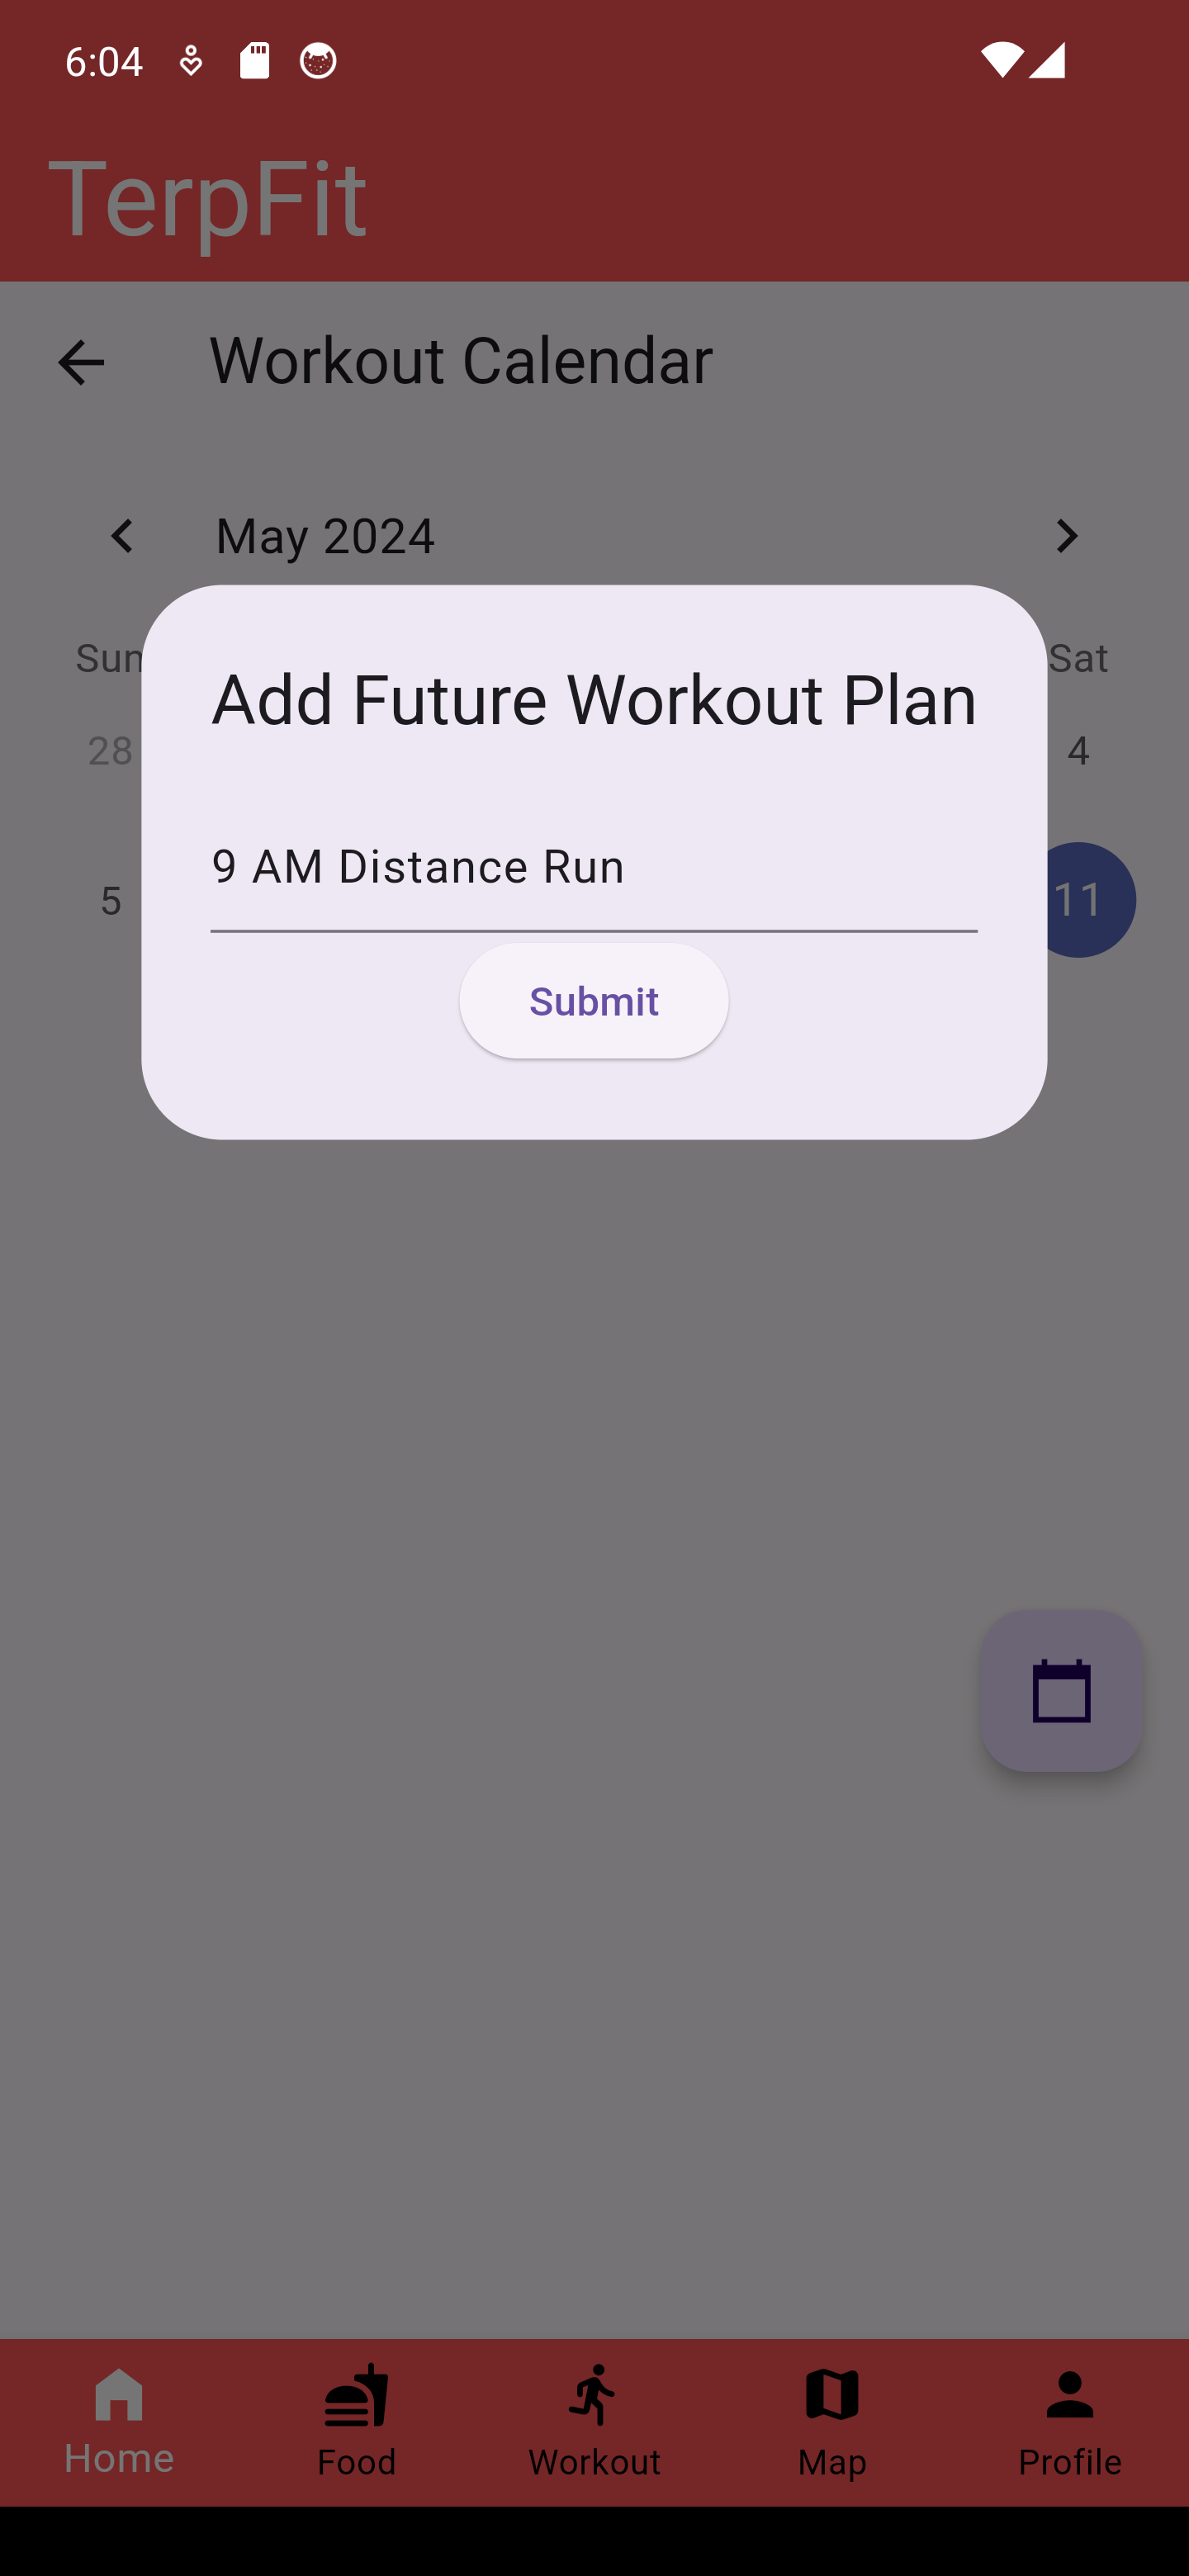 6:04
TerpFit
Workout Calendar
May 2024
Sun Sat
Add Future Workout Plan
28 4
9 AM Distance Run
5 11
Submit
Home Food Workout Map Profile